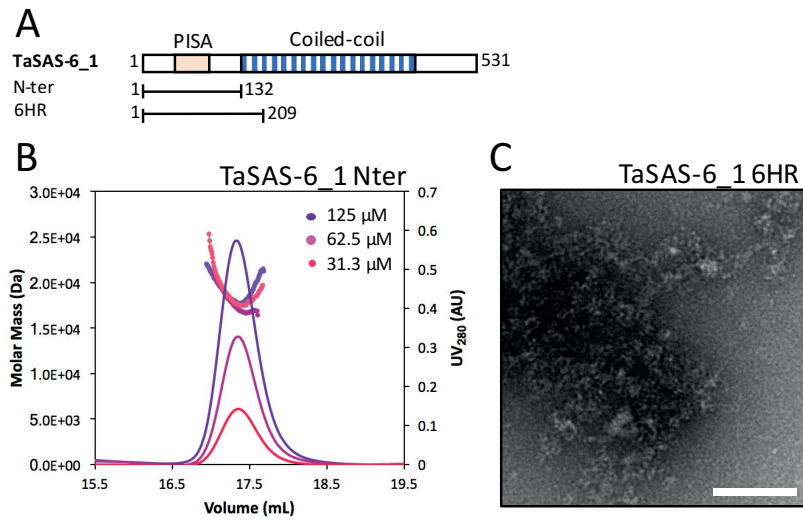 A
PISA
Coiled-coil
TaSAS-6_1 1 531
N-ter 1 132
6HR 1 209
B
TaSAS-6_1 Nter
3.0E+04
2.5E+04
2.0E+04
1.5E+04
1.0E+04
5.0E+03
0.0E+00
Molar Mass (Da)
125 µM
62.5 µM
31.3 µM
0.7
0.6
0.5
0.4
0.3
0.2
0.1
0
UV280 (AU)
15.5 16.5 17.5 18.5 19.5
Volume (mL)
C
TaSAS-6_1 6HR